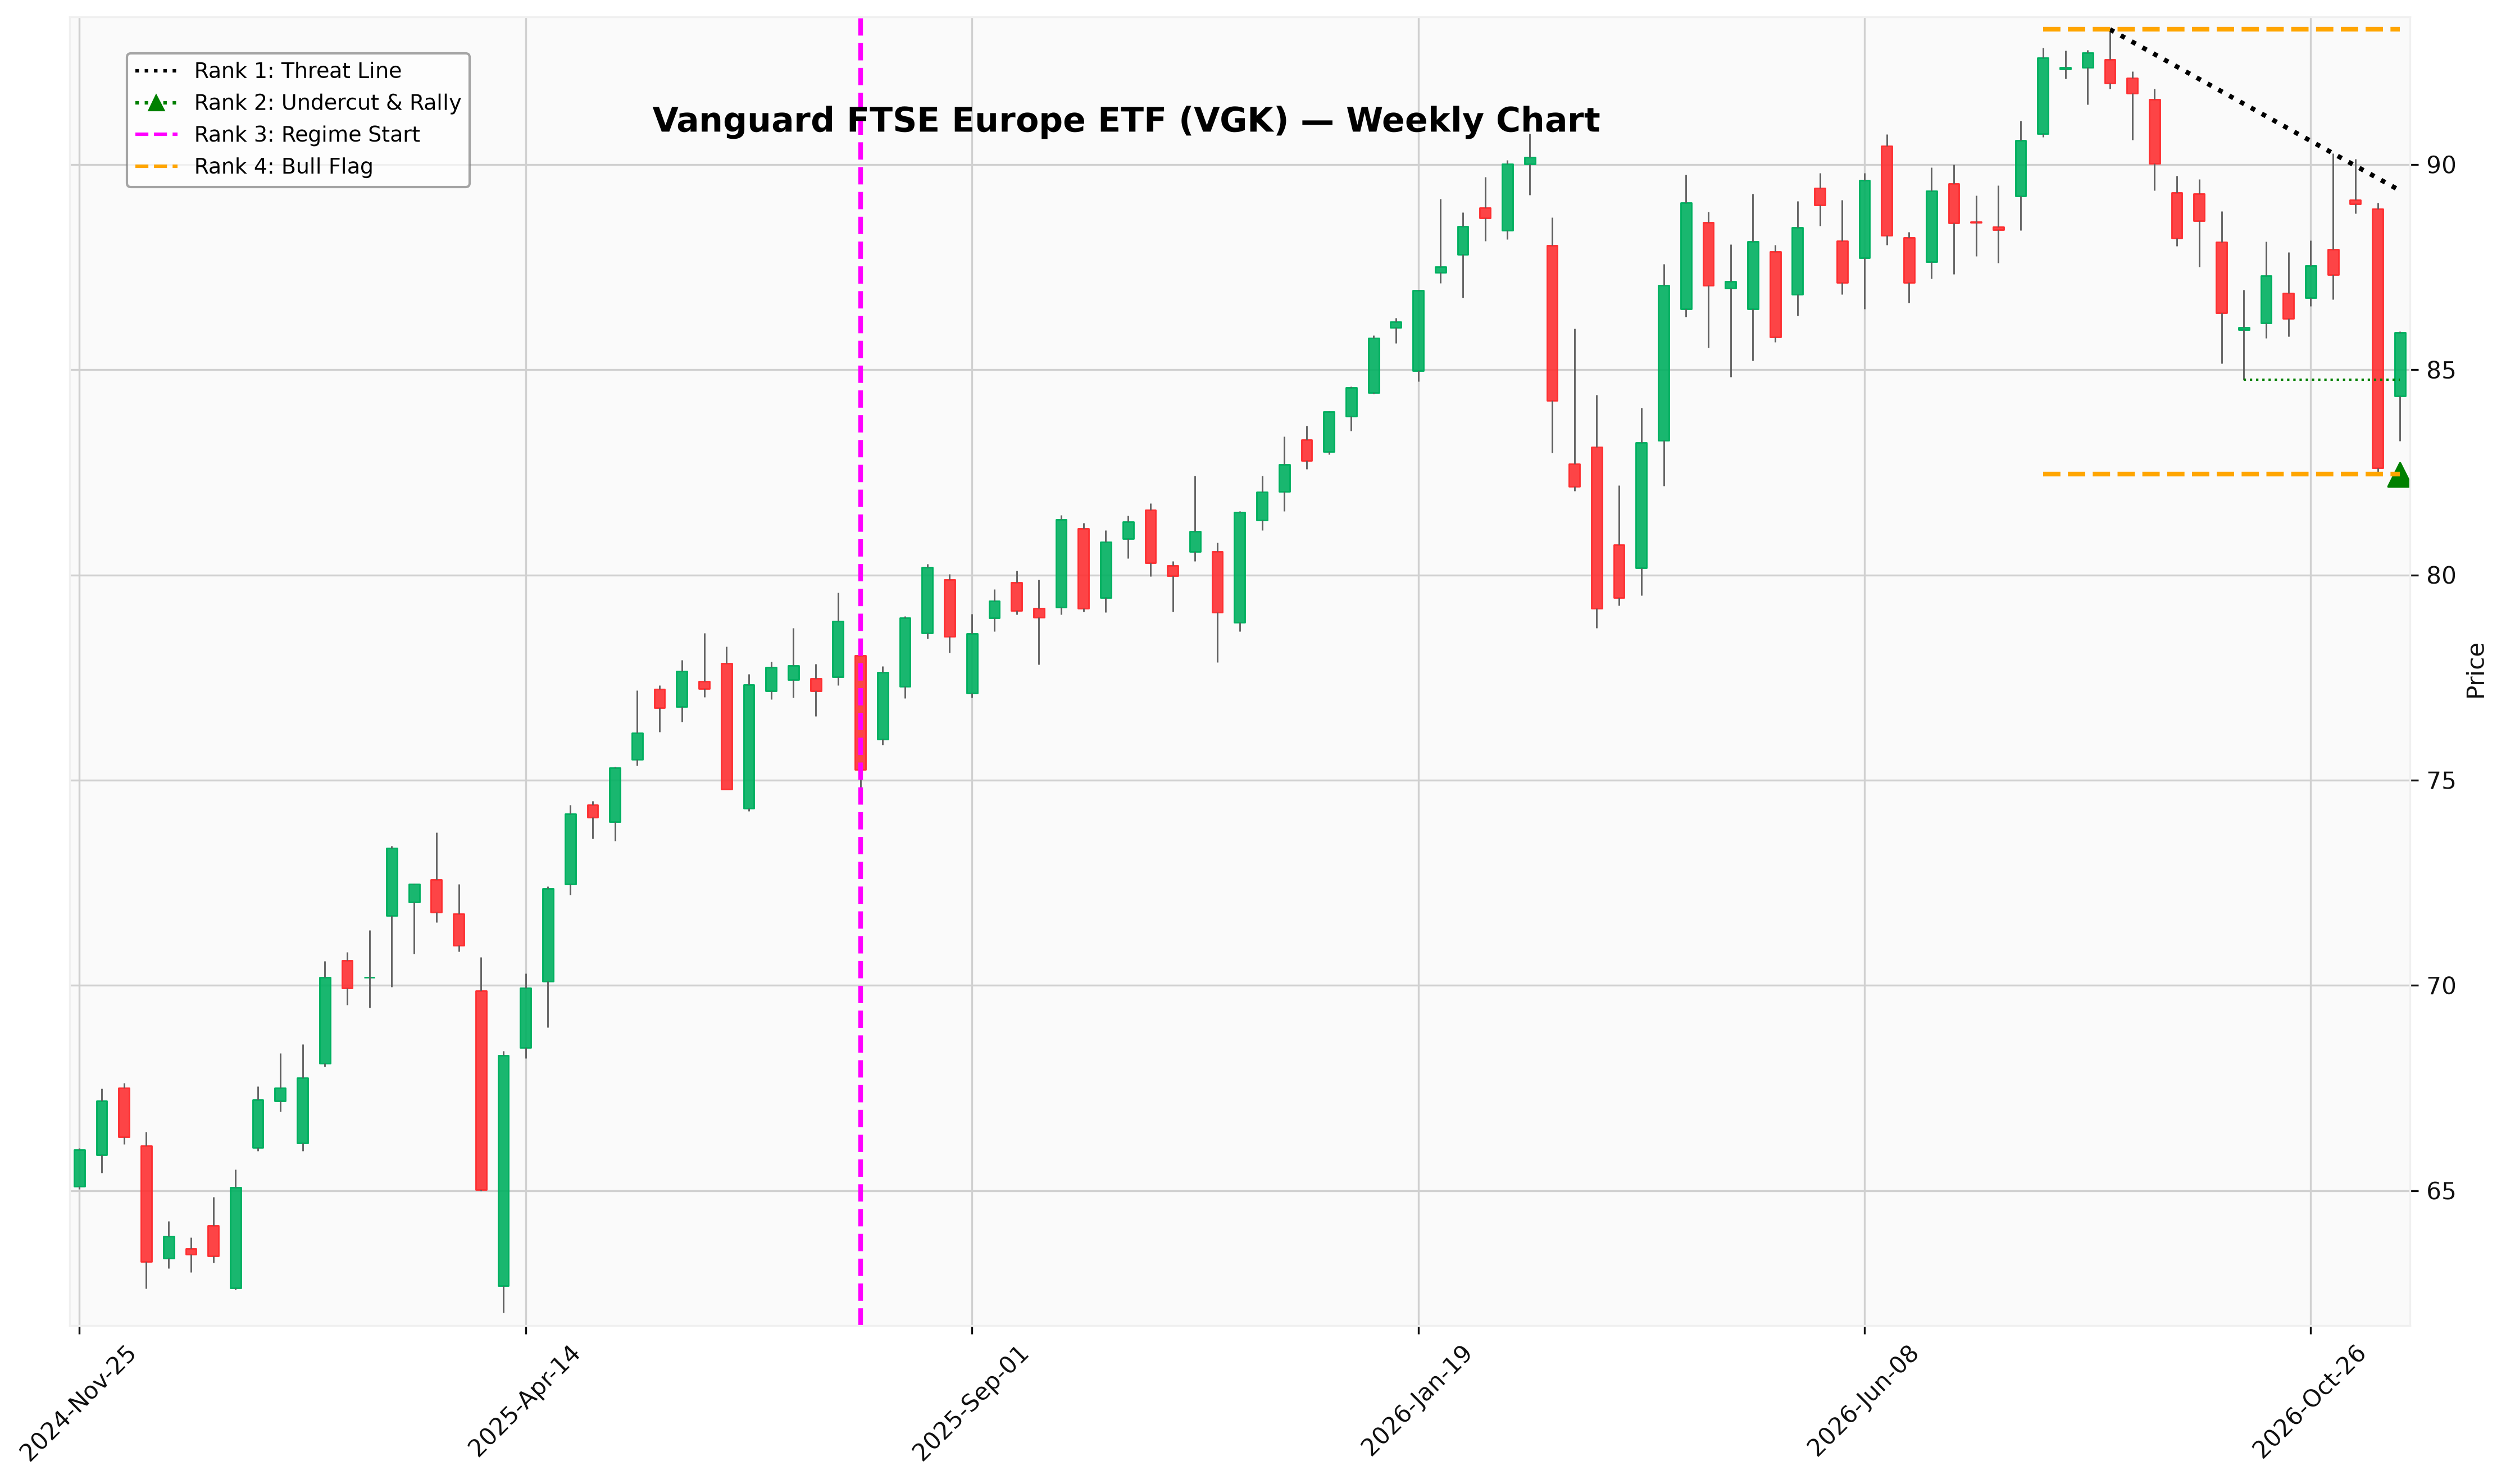 Rank 1: Threat Line
Rank 2: Undercut & Rally
Rank 3: Regime Start
Rank 4: Bull Flag
Vanguard FTSE Europe ETF (VGK) — Weekly Chart
90
85
80
75
70
65
Price
2024-Nov-25
2025-Apr-14
2025-Sep-01
2026-Jan-19
2026-Jun-08
2026-Oct-26